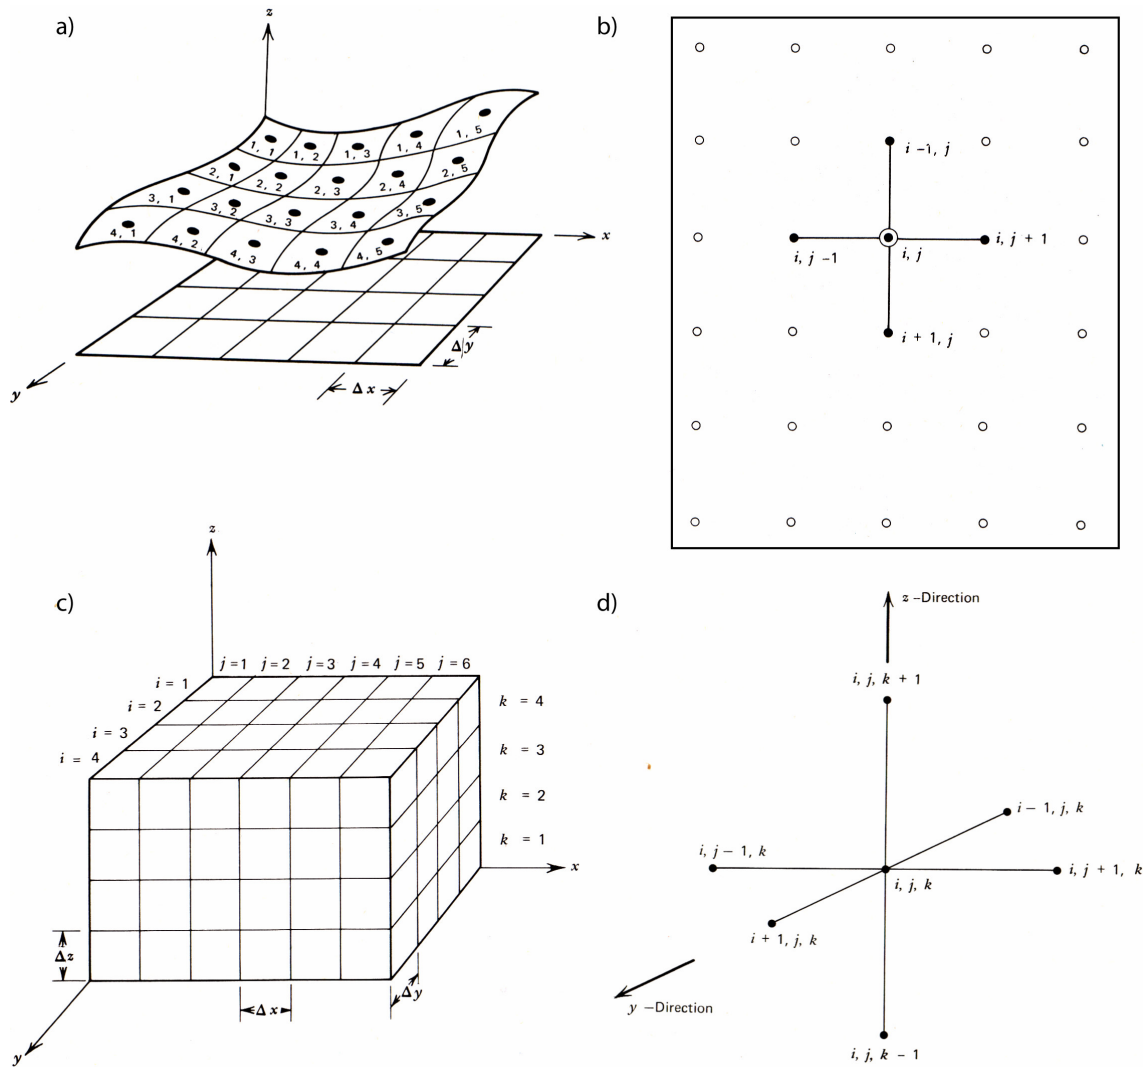 a)
z
1, 1
1, 2
1, 3
1, 4
1, 5
2, 1
2, 2
2, 3
2, 4
2, 5
3, 1
3, 2
3, 3
3, 4
3, 5
4, 1
4, 2
4, 3
4, 4
4, 5
x
y
Δy
Δx
b)
i −1, j
i, j −1
i, j
i, j + 1
i + 1, j
c)
z
j =1 j=2 j=3 j=4 j=5 j=6
i = 1
i = 2
i = 3
i = 4
k = 4
k = 3
k = 2
k = 1
x
Δz
Δx
Δy
y
d)
z –Direction
i, j, k + 1
i – 1, j, k
i, j – 1, k
i, j, k
i, j + 1, k
i + 1, j, k
y –Direction
i, j, k – 1